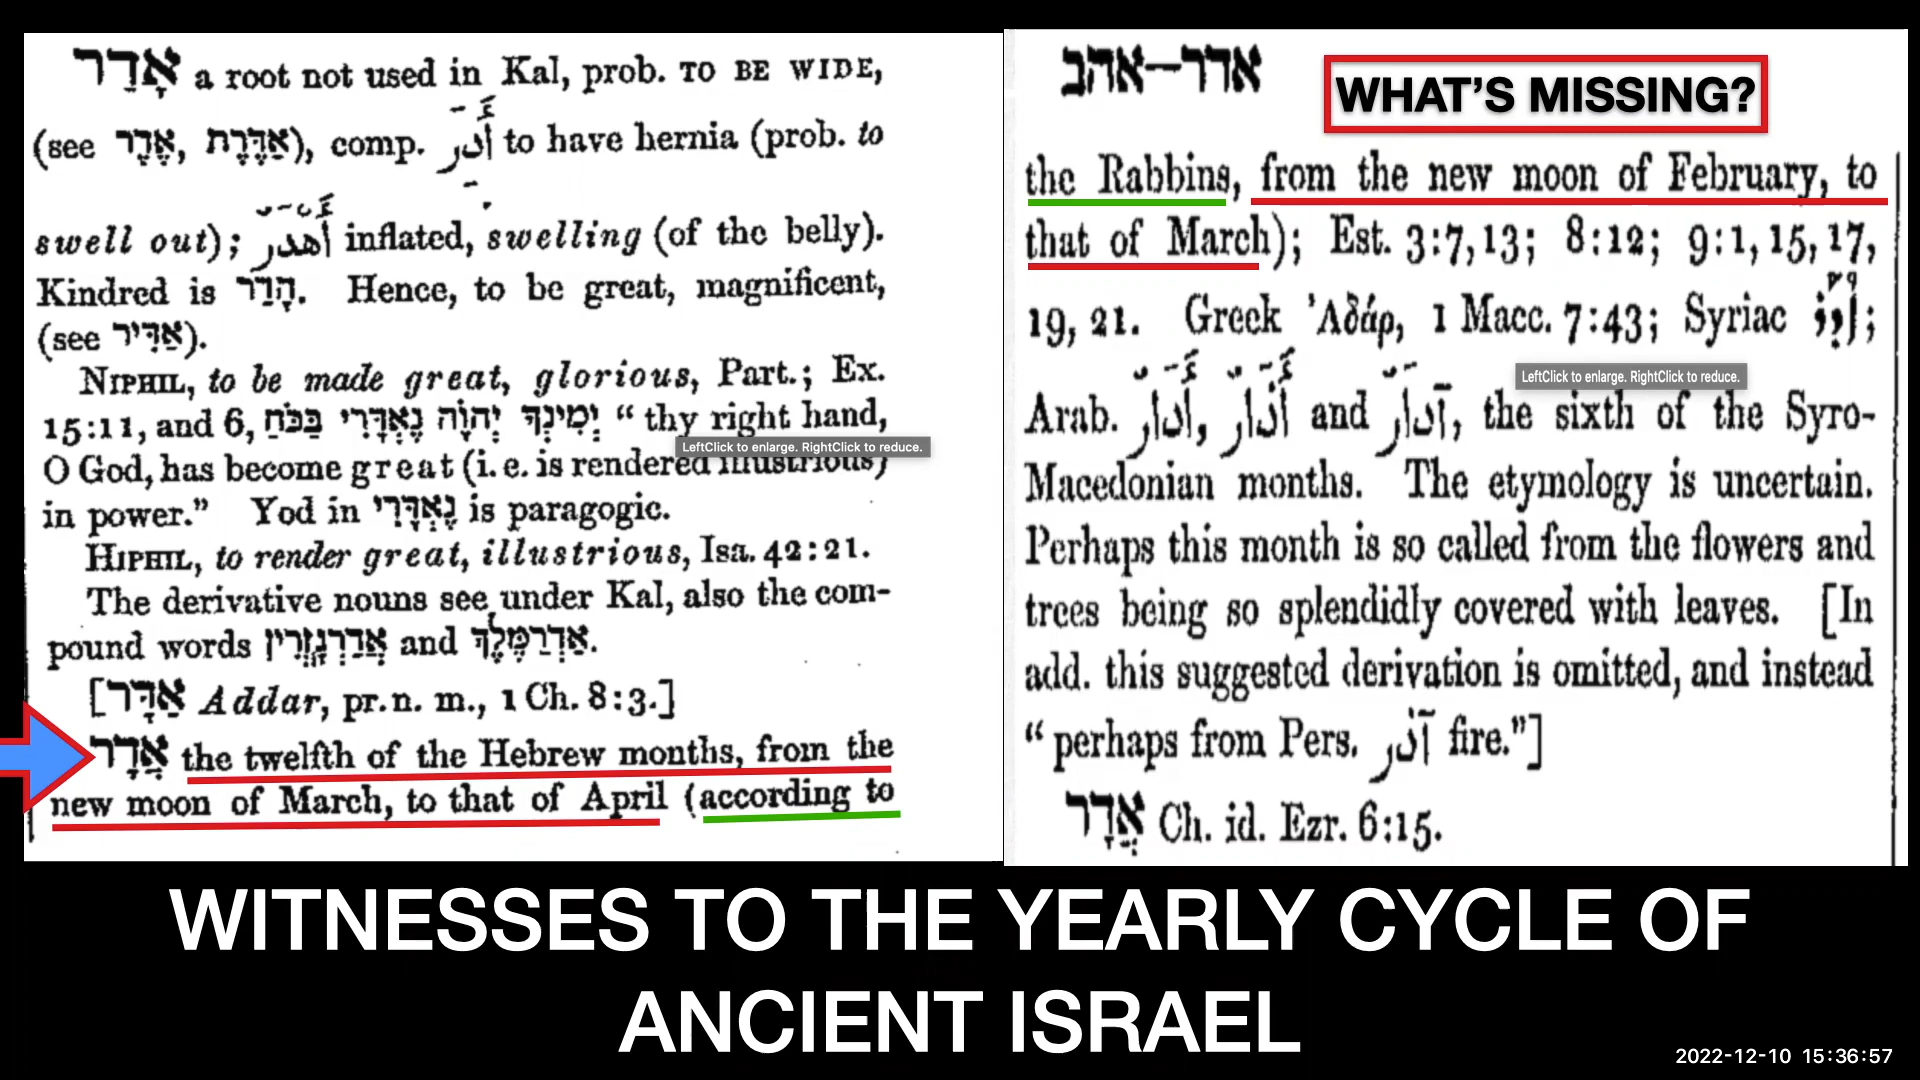 אָדַר a root not used in Kal, prob. TO BE WIDE,
(see אֶדֶר, אַדֶּרֶת), comp. أَدَرَ to have hernia (prob. to
swell out); أَهْدَر inflated, swelling (of the belly).
Kindred is הָדַר. Hence, to be great, magnificent,
(see אַדִּיר).
NIPHIL, to be made great, glorious, Part.; Ex.
15:11, and 6, יְמִינְךָ יְהוָֹה נֶאְדָּרִי בַּכֹּחַ “ thy right hand,
LeftClick to enlarge. RightClick to reduce.
O God, has become great (i. e. is rendered illustrious)
in power.” Yod in נֶאְדָּרִי is paragogic.
HIPHIL, to render great, illustrious, Isa. 42:21.
The derivative nouns see under Kal, also the com-
pound words אֲדַרְגָּזְרִין and אַדְרַמֶּלֶךְ.
[אַדָּר Addar, pr. n. m., 1 Ch. 8:3.]
אֲדָר the twelfth of the Hebrew months, from the
new moon of March, to that of April (according to
אדר—אהב
WHAT’S MISSING?
the Rabbins, from the new moon of February, to
that of March); Est. 3:7, 13; 8:12; 9:1, 15, 17,
19, 21. Greek Ἀδάρ, 1 Macc. 7:43; Syriac ;
LeftClick to enlarge. RightClick to reduce.
Arab. أَدَارٌ, أَذَارٌ and آدَارٌ, the sixth of the Syro-
Macedonian months. The etymology is uncertain.
Perhaps this month is so called from the flowers and
trees being so splendidly covered with leaves. [In
add. this suggested derivation is omitted, and instead
“ perhaps from Pers. آذر fire.”]
אֲדָר Ch. id. Ezr. 6:15.
WITNESSES TO THE YEARLY CYCLE OF
ANCIENT ISRAEL
2022-12-10 15:36:57